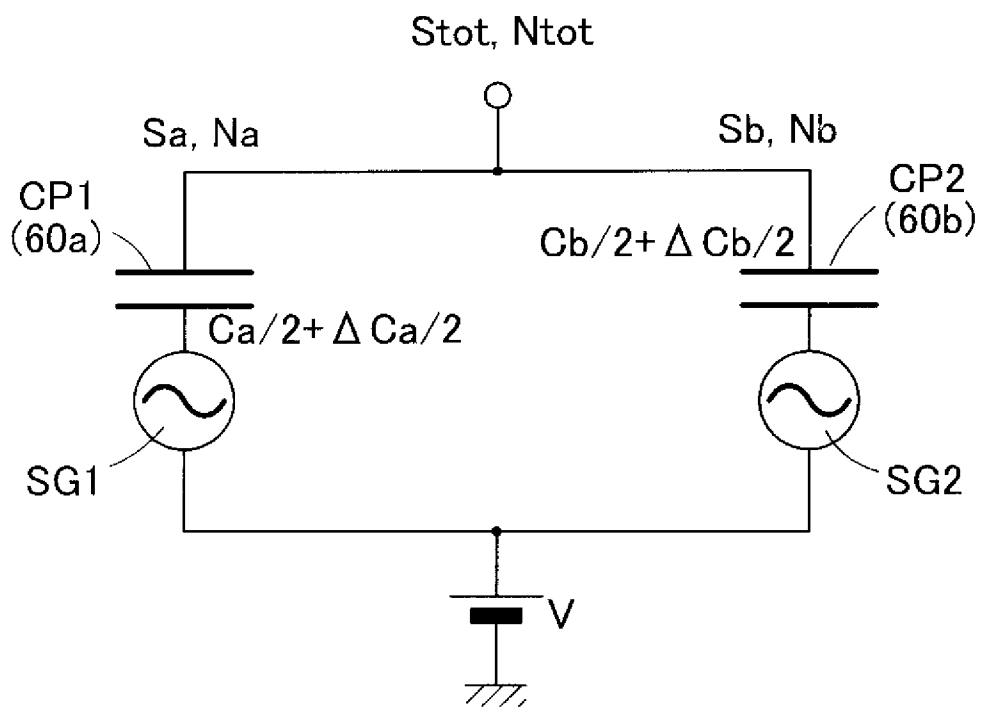 Stot, Ntot
Sa, Na
Sb, Nb
CP1
(60a)
CP2
(60b)
Cb/2+ΔCb/2
Ca/2+ΔCa/2
SG1
SG2
V